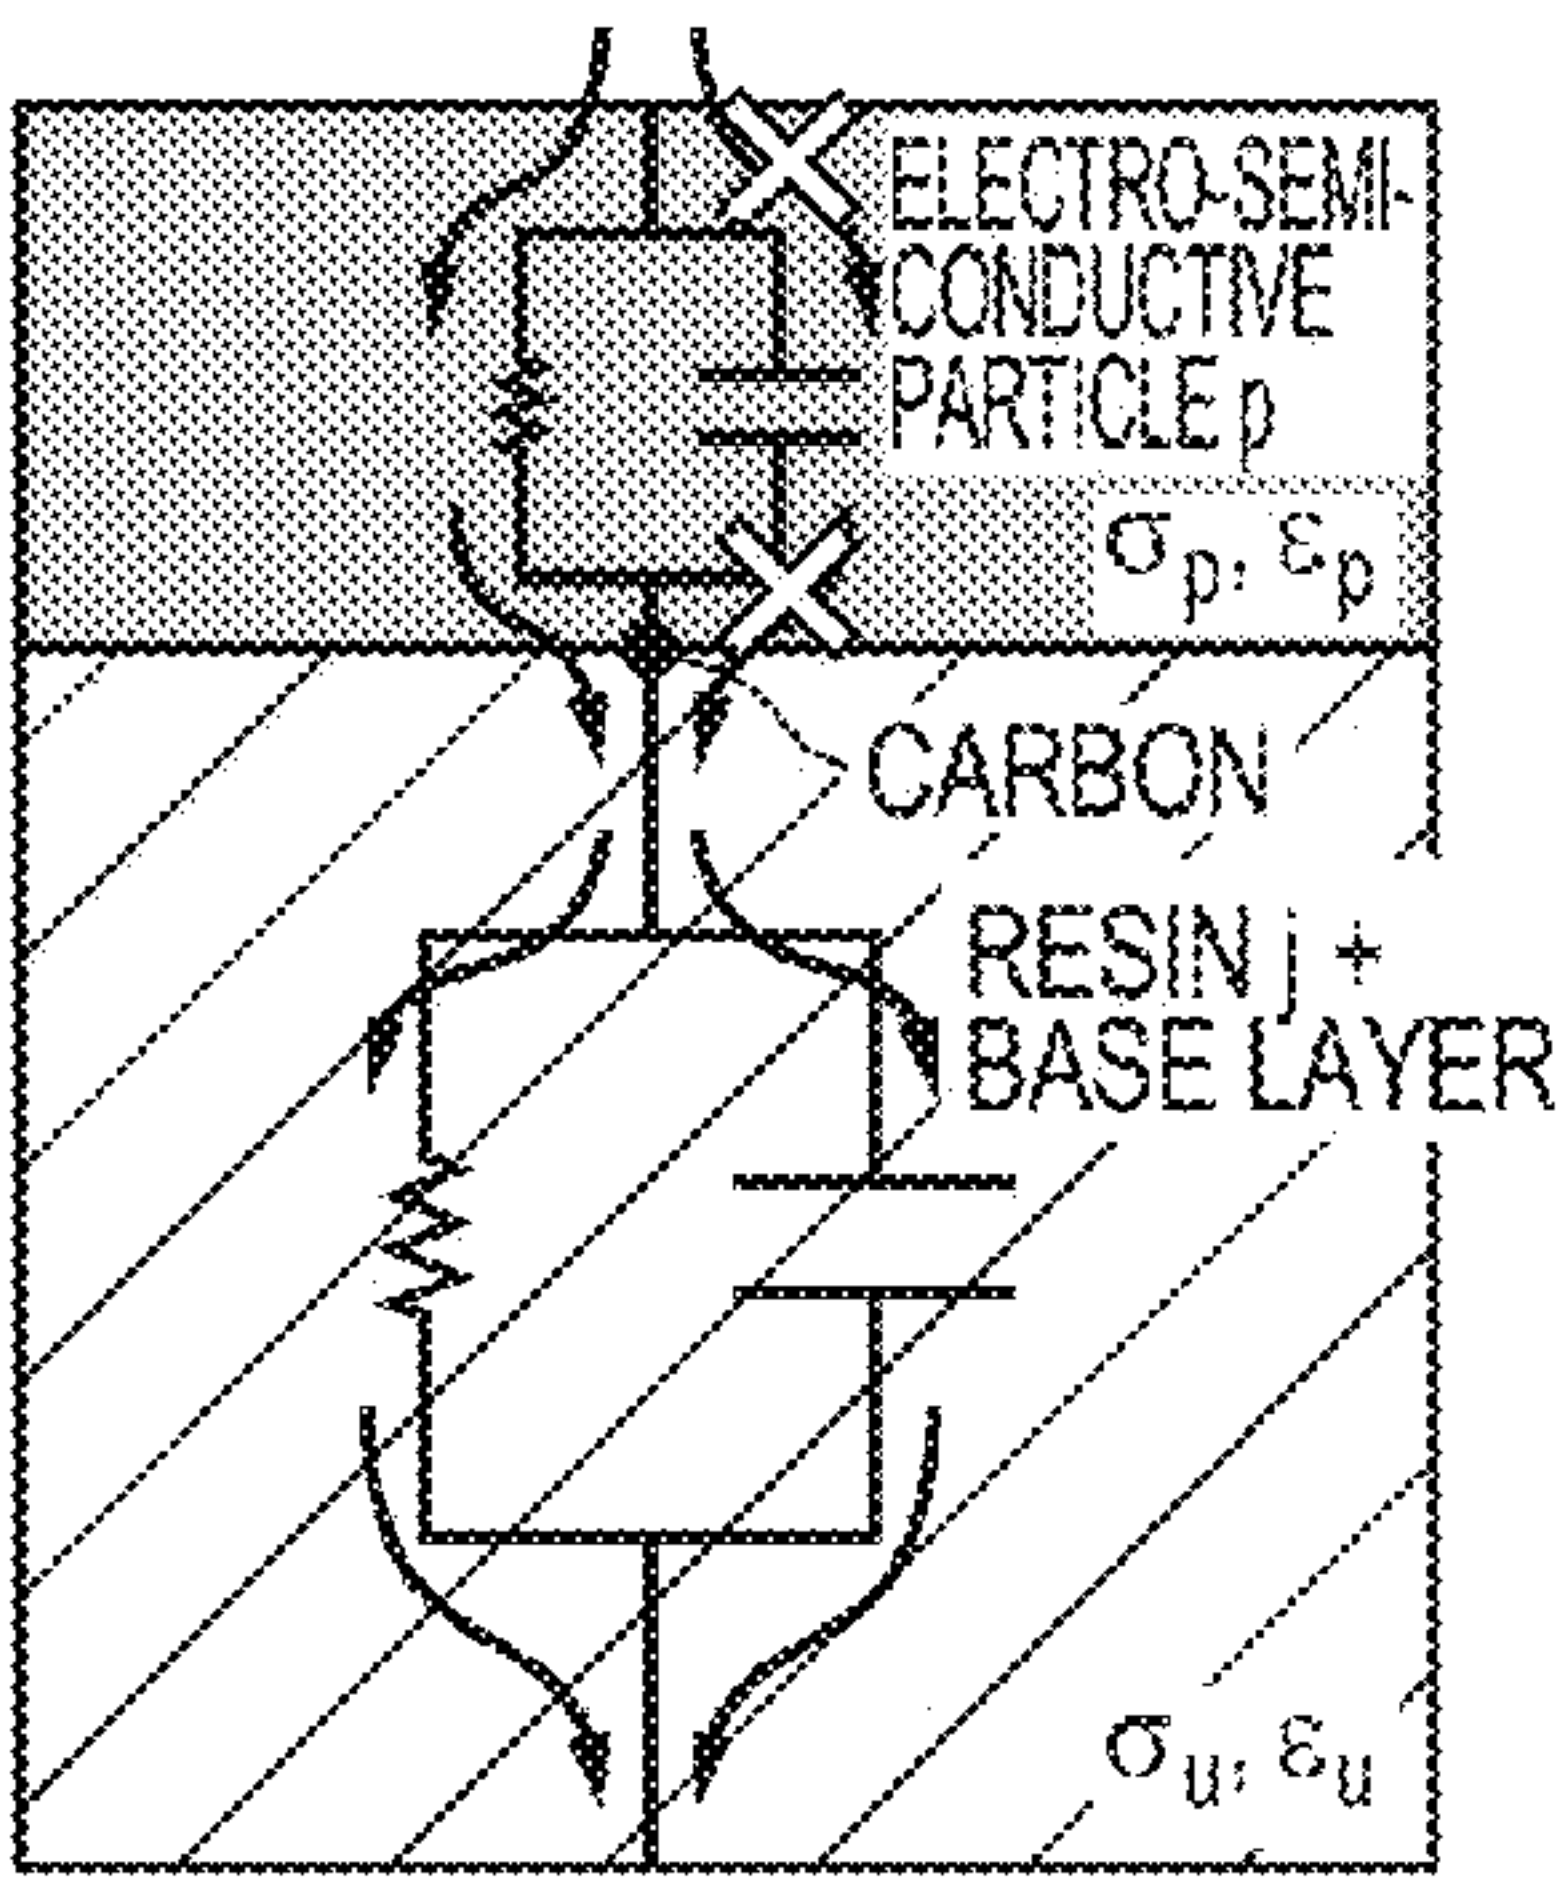 ELECTRO-SEMI-
CONDUCTIVE
PARTICLE p
σp, εp
CARBON
RESIN j +
BASE LAYER
σu, εu